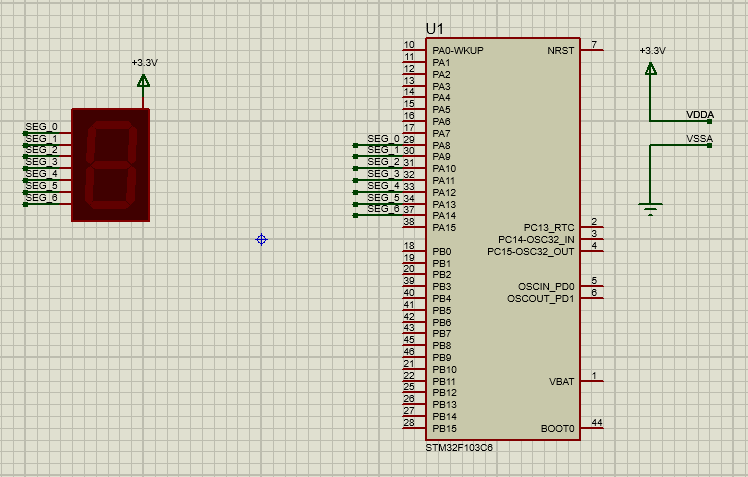 +3.3V
SEG_0
SEG_1
SEG_2
SEG_3
SEG_4
SEG_5
SEG_6
U1
10 PA0-WKUP NRST 7
11 PA1
12 PA2
13 PA3
14 PA4
15 PA5
16 PA6
17 PA7
SEG_0 29 PA8
SEG_1 30 PA9
SEG_2 31 PA10
SEG_3 32 PA11
SEG_4 33 PA12
SEG_5 34 PA13
SEG_6 37 PA14
38 PA15
PC13_RTC 2
PC14-OSC32_IN 3
18 PB0 PC15-OSC32_OUT 4
19 PB1
20 PB2
39 PB3 OSCIN_PD0 5
40 PB4 OSCOUT_PD1 6
41 PB5
42 PB6
43 PB7
45 PB8
46 PB9
21 PB10
22 PB11 VBAT 1
25 PB12
26 PB13
27 PB14
28 PB15 BOOT0 44
STM32F103C6
+3.3V
VDDA
VSSA